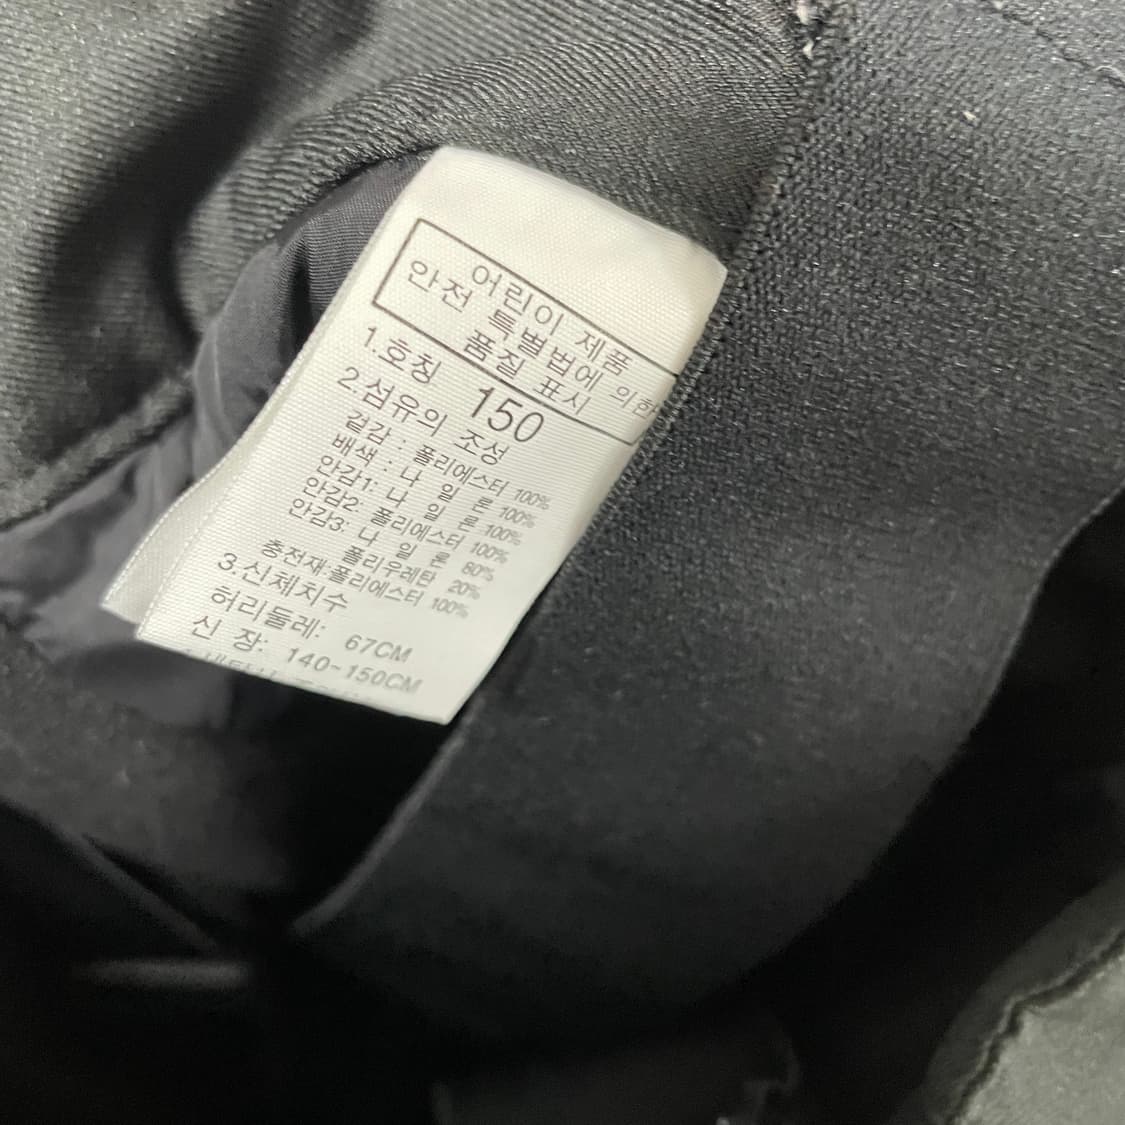 어린이 제품
안전 특별법에 의한
품질 표시
1.호칭 150
2.섬유의 조성
겉감 : 폴리에스터 100%
배색 : 나 일 론 100%
안감1: 나 일 론 100%
안감2: 폴리에스터 100%
안감3: 나 일 론 80%
폴리우레탄 20%
충전재:폴리에스터 100%
3.신체치수
허리둘레: 67CM
신 장: 140-150CM